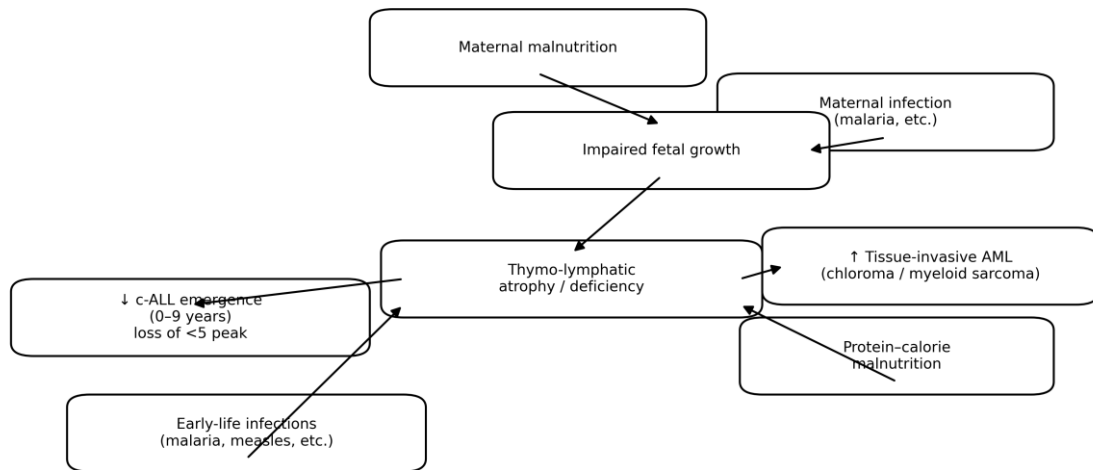 Maternal malnutrition
Maternal infection
(malaria, etc.)
Impaired fetal growth
Thymo-lymphatic
atrophy / deficiency
↑ Tissue-invasive AML
(chloroma / myeloid sarcoma)
↓ c-ALL emergence
(0–9 years)
loss of <5 peak
Protein–calorie
malnutrition
Early-life infections
(malaria, measles, etc.)